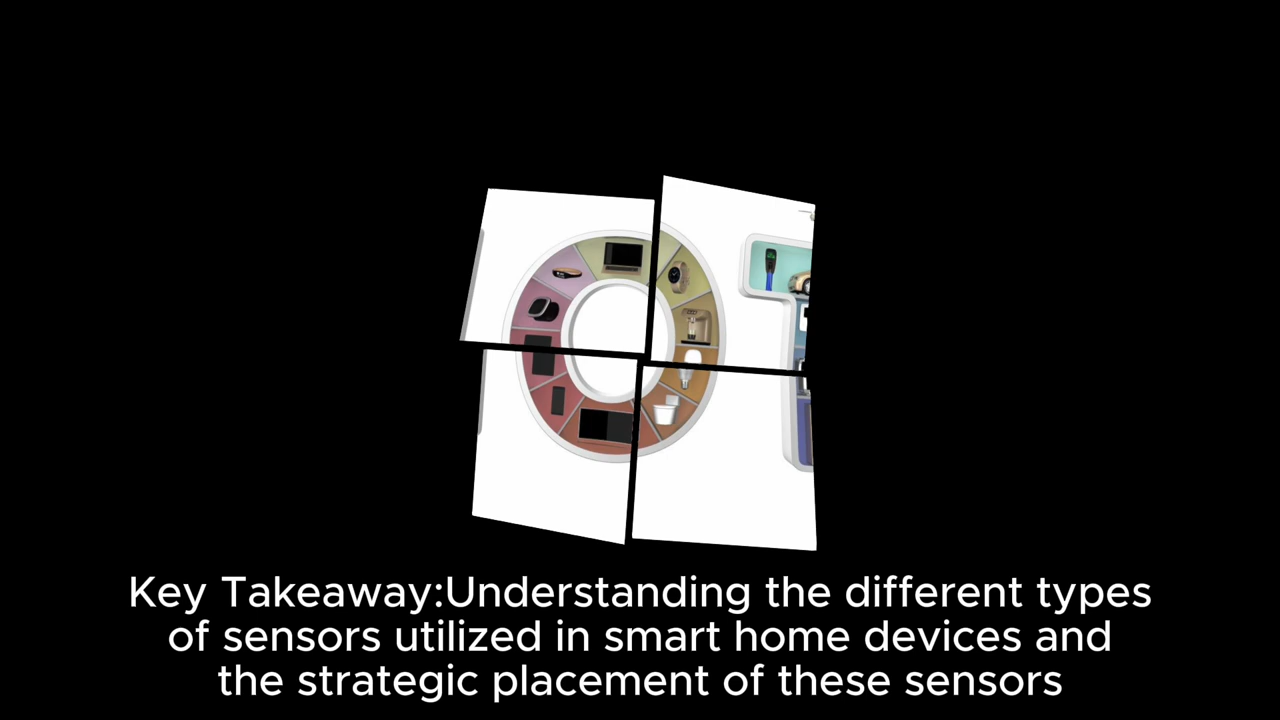 Key Takeaway:Understanding the different types
of sensors utilized in smart home devices and
the strategic placement of these sensors